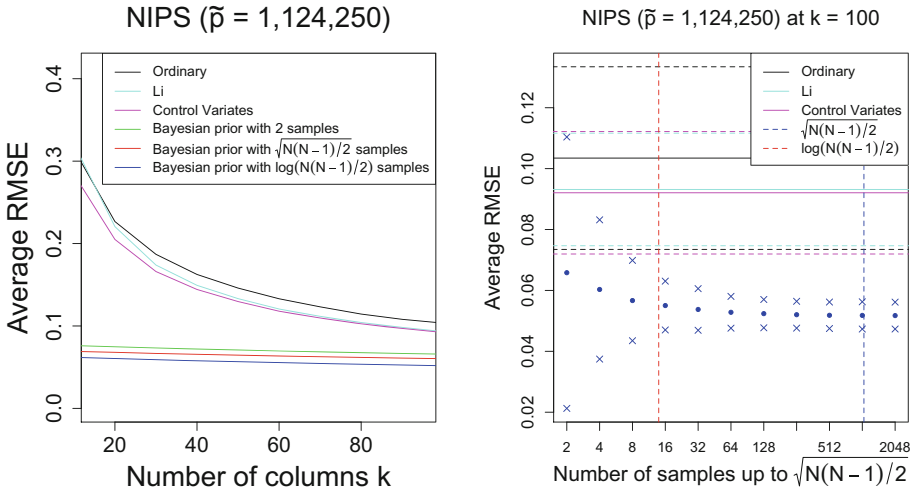 NIPS (p̃ = 1,124,250)
Average RMSE
0.4
0.3
0.2
0.1
0.0
Ordinary
Li
Control Variates
Bayesian prior with 2 samples
Bayesian prior with √N(N−1)/2 samples
Bayesian prior with log(N(N−1)/2) samples
20 40 60 80
Number of columns k
NIPS (p̃ = 1,124,250) at k = 100
Average RMSE
0.12
0.10
0.08
0.06
0.04
0.02
Ordinary
Li
Control Variates
√N(N−1)/2
log(N(N−1)/2)
2 4 8 16 32 64 128 512 2048
Number of samples up to √N(N−1)/2